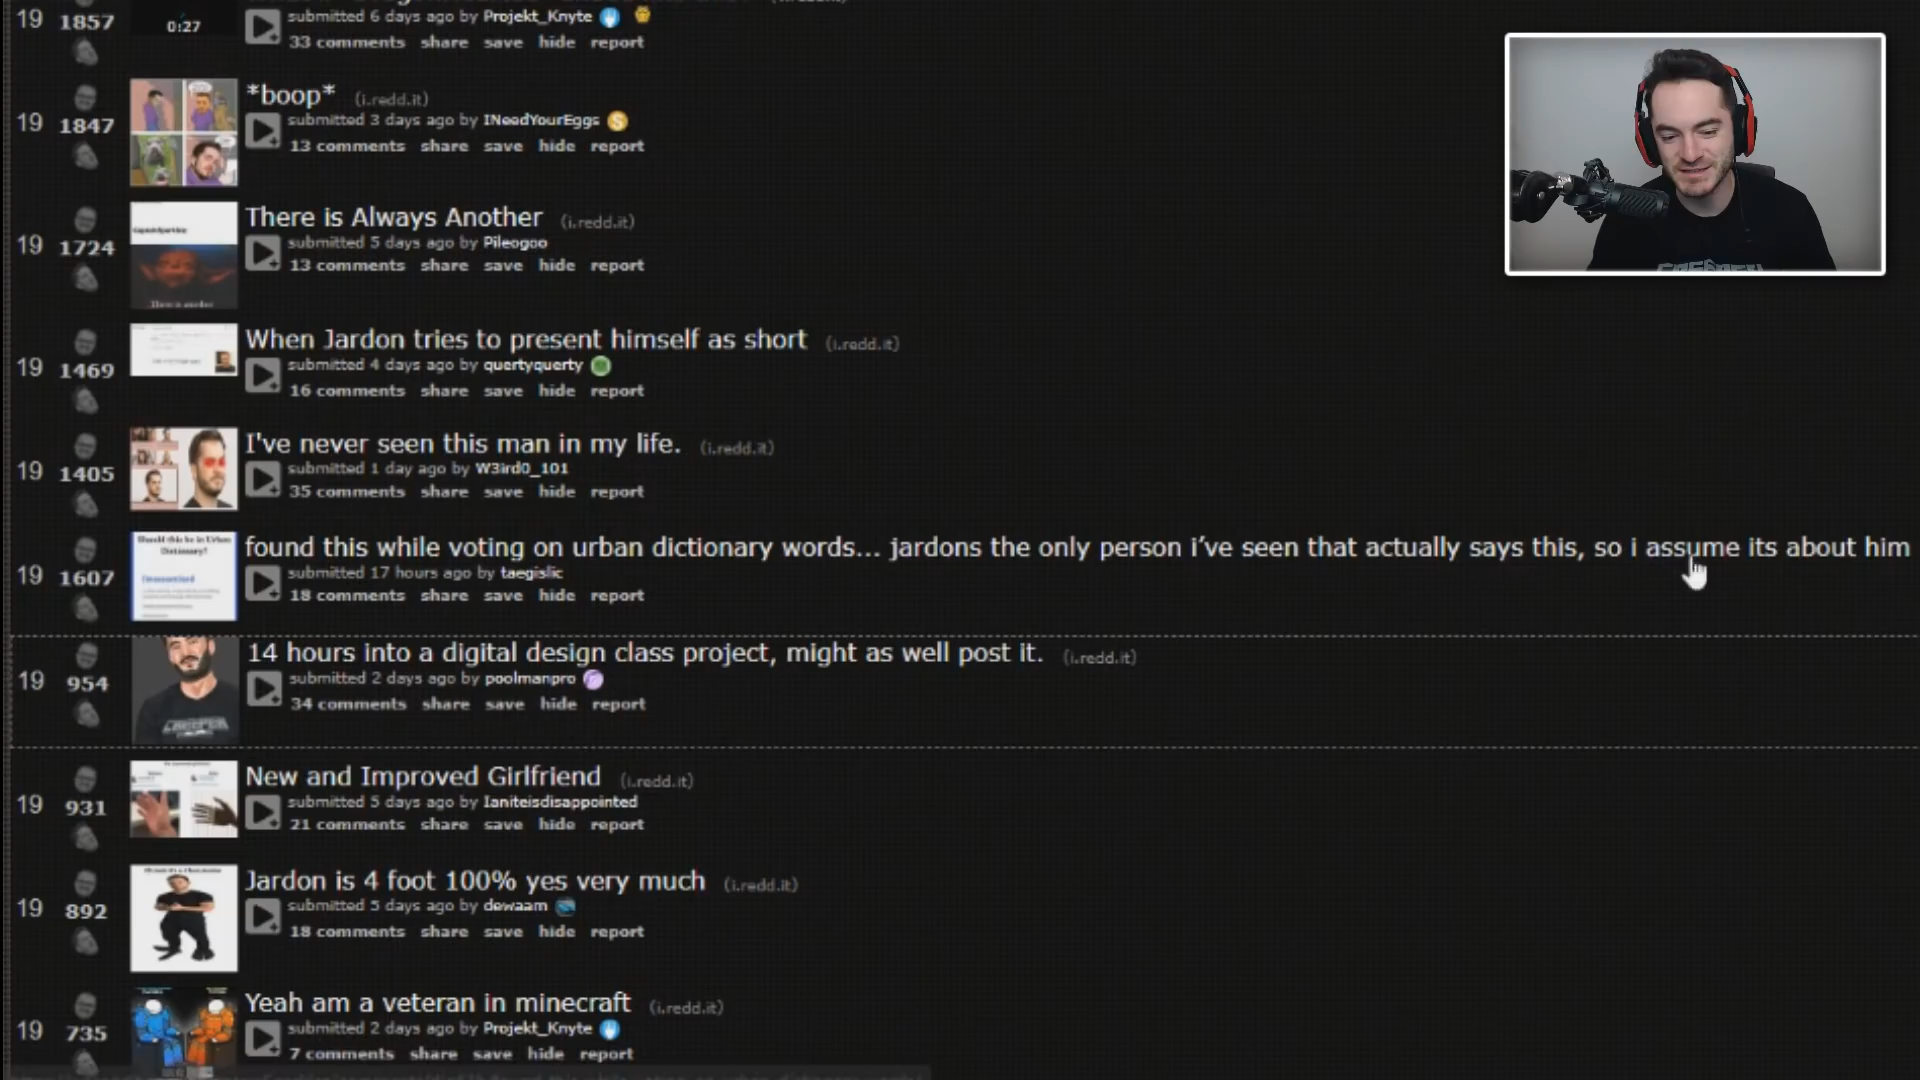 19 1857 0:27 submitted 6 days ago by Projekt_Knyte
33 comments share save hide report
*boop* (i.redd.it)
19 1847 submitted 3 days ago by INeedYourEggs
13 comments share save hide report
There is Always Another (i.redd.it)
19 1724 submitted 5 days ago by Pileogoo
13 comments share save hide report
When Jardon tries to present himself as short (i.redd.it)
19 1469 submitted 4 days ago by quertyquerty
16 comments share save hide report
I've never seen this man in my life. (i.redd.it)
19 1405 submitted 1 day ago by W3ird0_101
35 comments share save hide report
Should this be in Urban
Dictionary?
found this while voting on urban dictionary words... jardons the only person i've seen that actually says this, so i assume its about him
19 1607 submitted 17 hours ago by taegislic
18 comments share save hide report
14 hours into a digital design class project, might as well post it. (i.redd.it)
19 954 submitted 2 days ago by poolmanpro
34 comments share save hide report
New and Improved Girlfriend (i.redd.it)
19 931 submitted 5 days ago by Ianiteisdisappointed
21 comments share save hide report
Jardon is 4 foot 100% yes very much (i.redd.it)
19 892 submitted 5 days ago by dewaam
18 comments share save hide report
Yeah am a veteran in minecraft (i.redd.it)
19 735 submitted 2 days ago by Projekt_Knyte
7 comments share save hide report